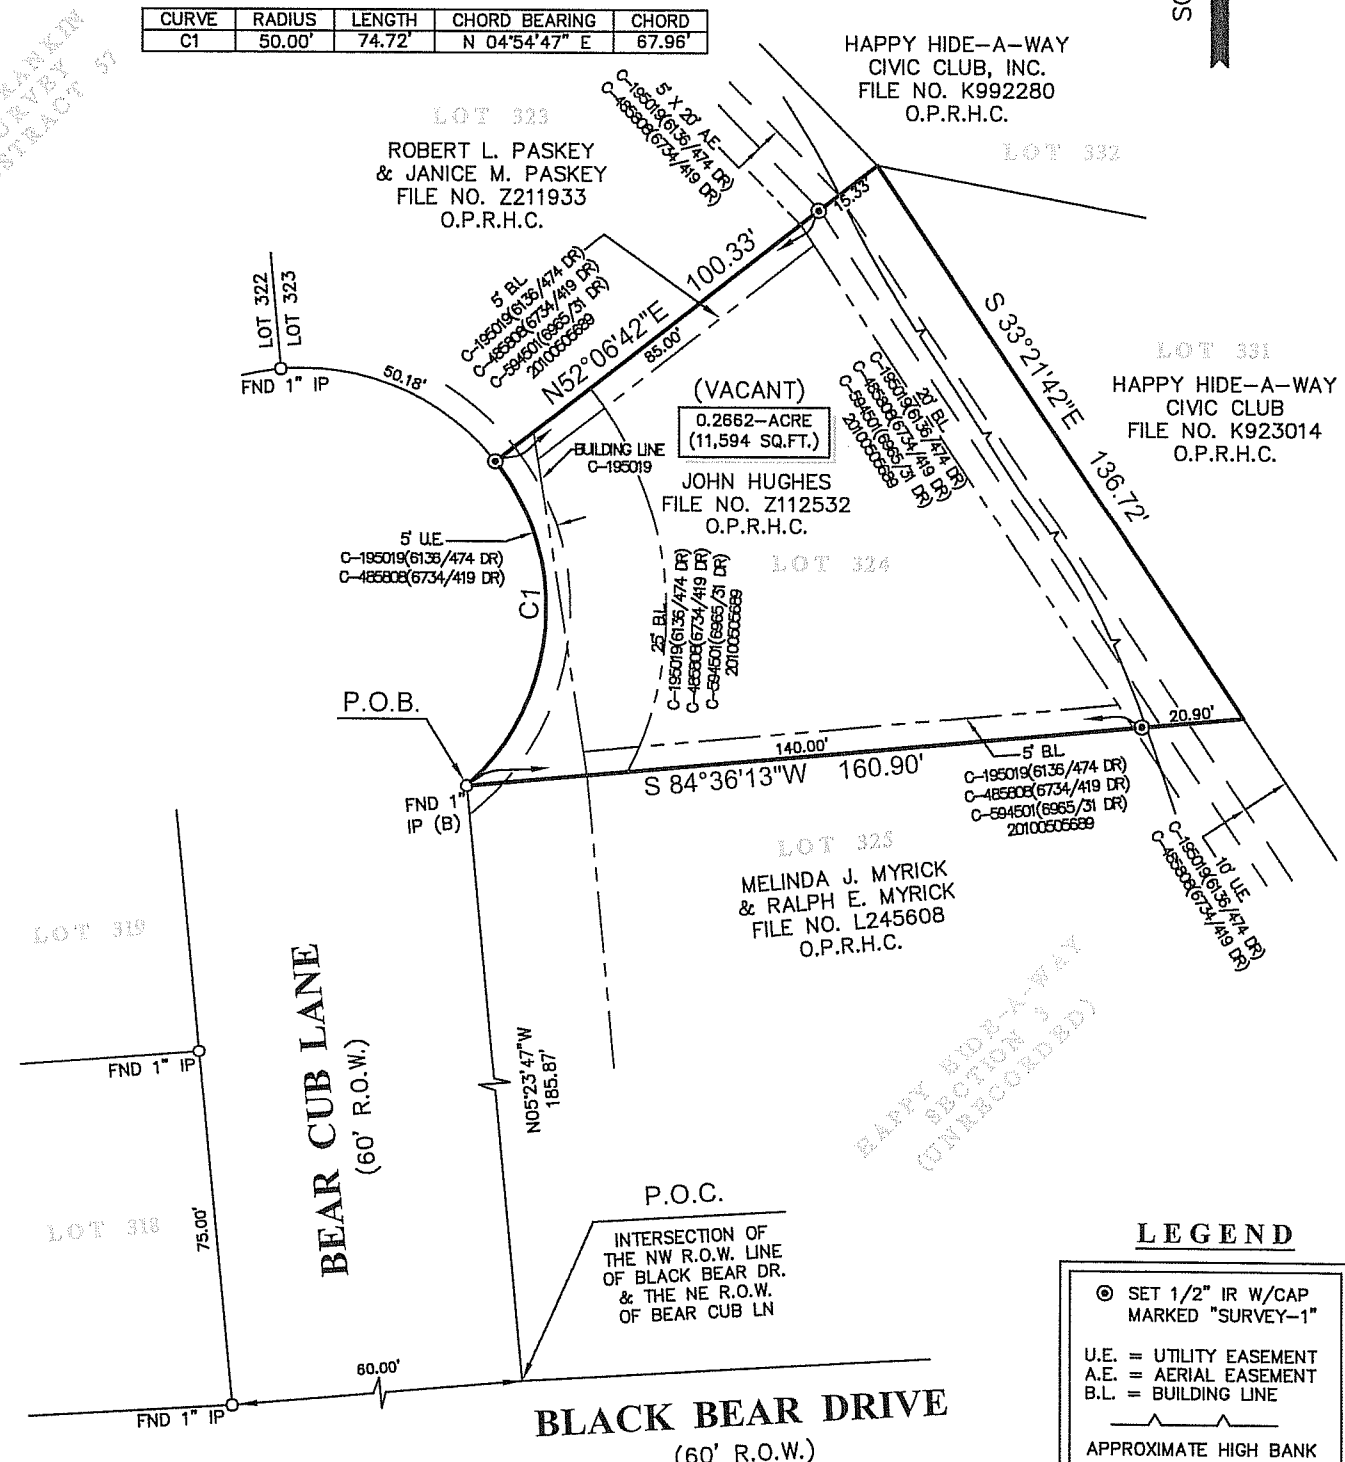 CURVE RADIUS LENGTH CHORD BEARING CHORD
C1 50.00' 74.72' N 04°54'47" E 67.96'
SO
RANKIN
SURVEY
ABSTRACT 57
HAPPY HIDE-A-WAY
CIVIC CLUB, INC.
FILE NO. K992280
O.P.R.H.C.
LOT 332
LOT 323
ROBERT L. PASKEY
& JANICE M. PASKEY
FILE NO. Z211933
O.P.R.H.C.
5' X 20' A.E.
C-195019(6136/474 DR)
C-485808(6734/419 DR)
15.33'
N52°06'42"E 100.33'
85.00'
5' B.L.
C-195019(6136/474 DR)
C-485808(6734/419 DR)
C-594501(6965/31 DR)
20100505689
LOT 322
LOT 323
FND 1" IP
50.18'
S 33°21'42"E 136.72'
LOT 331
HAPPY HIDE-A-WAY
CIVIC CLUB
FILE NO. K923014
O.P.R.H.C.
(VACANT)
0.2662-ACRE
(11,594 SQ.FT.)
JOHN HUGHES
FILE NO. Z112532
O.P.R.H.C.
LOT 324
BUILDING LINE
C-195019
20' B.L.
C-195019(6136/474 DR)
C-485808(6734/419 DR)
C-594501(6965/31 DR)
20100505689
5' U.E.
C-195019(6136/474 DR)
C-485808(6734/419 DR)
C1
25' B.L.
C-195019(6136/474 DR)
C-485808(6734/419 DR)
C-594501(6965/31 DR)
20100505689
P.O.B.
FND 1"
IP (B)
140.00'
20.90'
S 84°36'13"W 160.90'
5' B.L.
C-195019(6136/474 DR)
C-485808(6734/419 DR)
C-594501(6965/31 DR)
20100505689
10' U.E.
C-195019(6136/474 DR)
C-485808(6734/419 DR)
LOT 325
MELINDA J. MYRICK
& RALPH E. MYRICK
FILE NO. L245608
O.P.R.H.C.
LOT 319
FND 1" IP
BEAR CUB LANE
(60' R.O.W.)
N05°23'47"W
185.87'
HAPPY HIDE-A-WAY
SECTION 3
(UNRECORDED)
LOT 318
75.00'
P.O.C.
INTERSECTION OF
THE NW R.O.W. LINE
OF BLACK BEAR DR.
& THE NE R.O.W.
OF BEAR CUB LN
60.00'
FND 1" IP
BLACK BEAR DRIVE
(60' R.O.W.)
LEGEND
SET 1/2" IR W/CAP
MARKED "SURVEY-1"
U.E. = UTILITY EASEMENT
A.E. = AERIAL EASEMENT
B.L. = BUILDING LINE
APPROXIMATE HIGH BANK